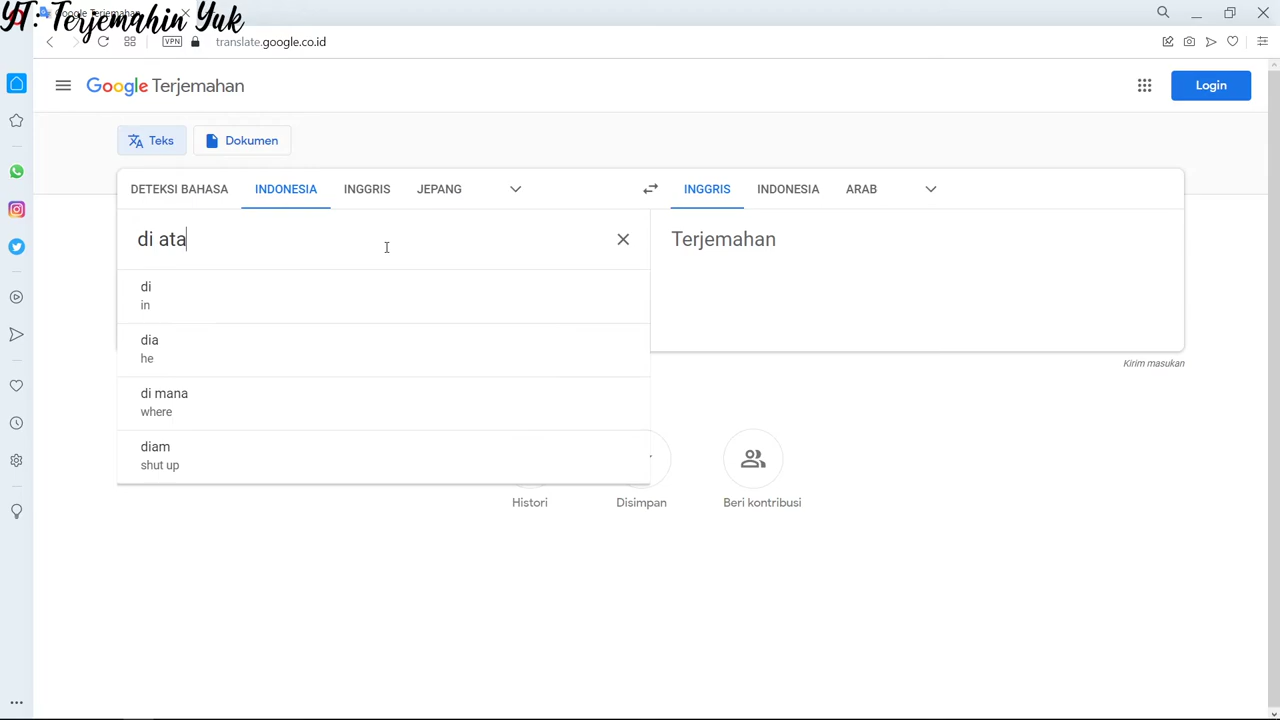 YT: Terjemahin Yuk
VPN translate.google.co.id
Google Terjemahan
Login
Teks
Dokumen
DETEKSI BAHASA INDONESIA INGGRIS JEPANG
INGGRIS INDONESIA ARAB
di ata
Terjemahan
di
in
dia
he
di mana
where
diam
shut up
Kirim masukan
Histori
Disimpan
Beri kontribusi